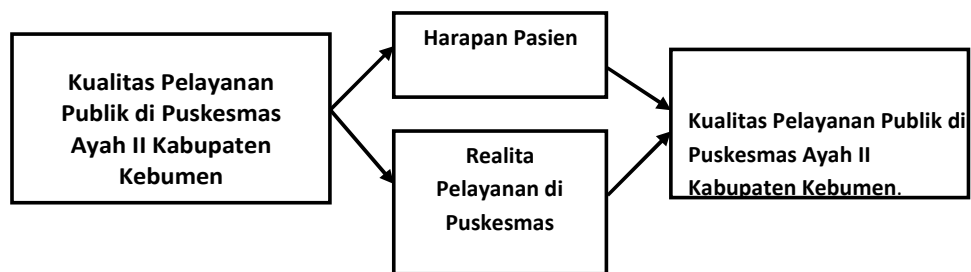 Kualitas Pelayanan
Publik di Puskesmas
Ayah II Kabupaten
Kebumen
Harapan Pasien
Realita
Pelayanan di
Puskesmas
Kualitas Pelayanan Publik di
Puskesmas Ayah II
Kabupaten Kebumen.